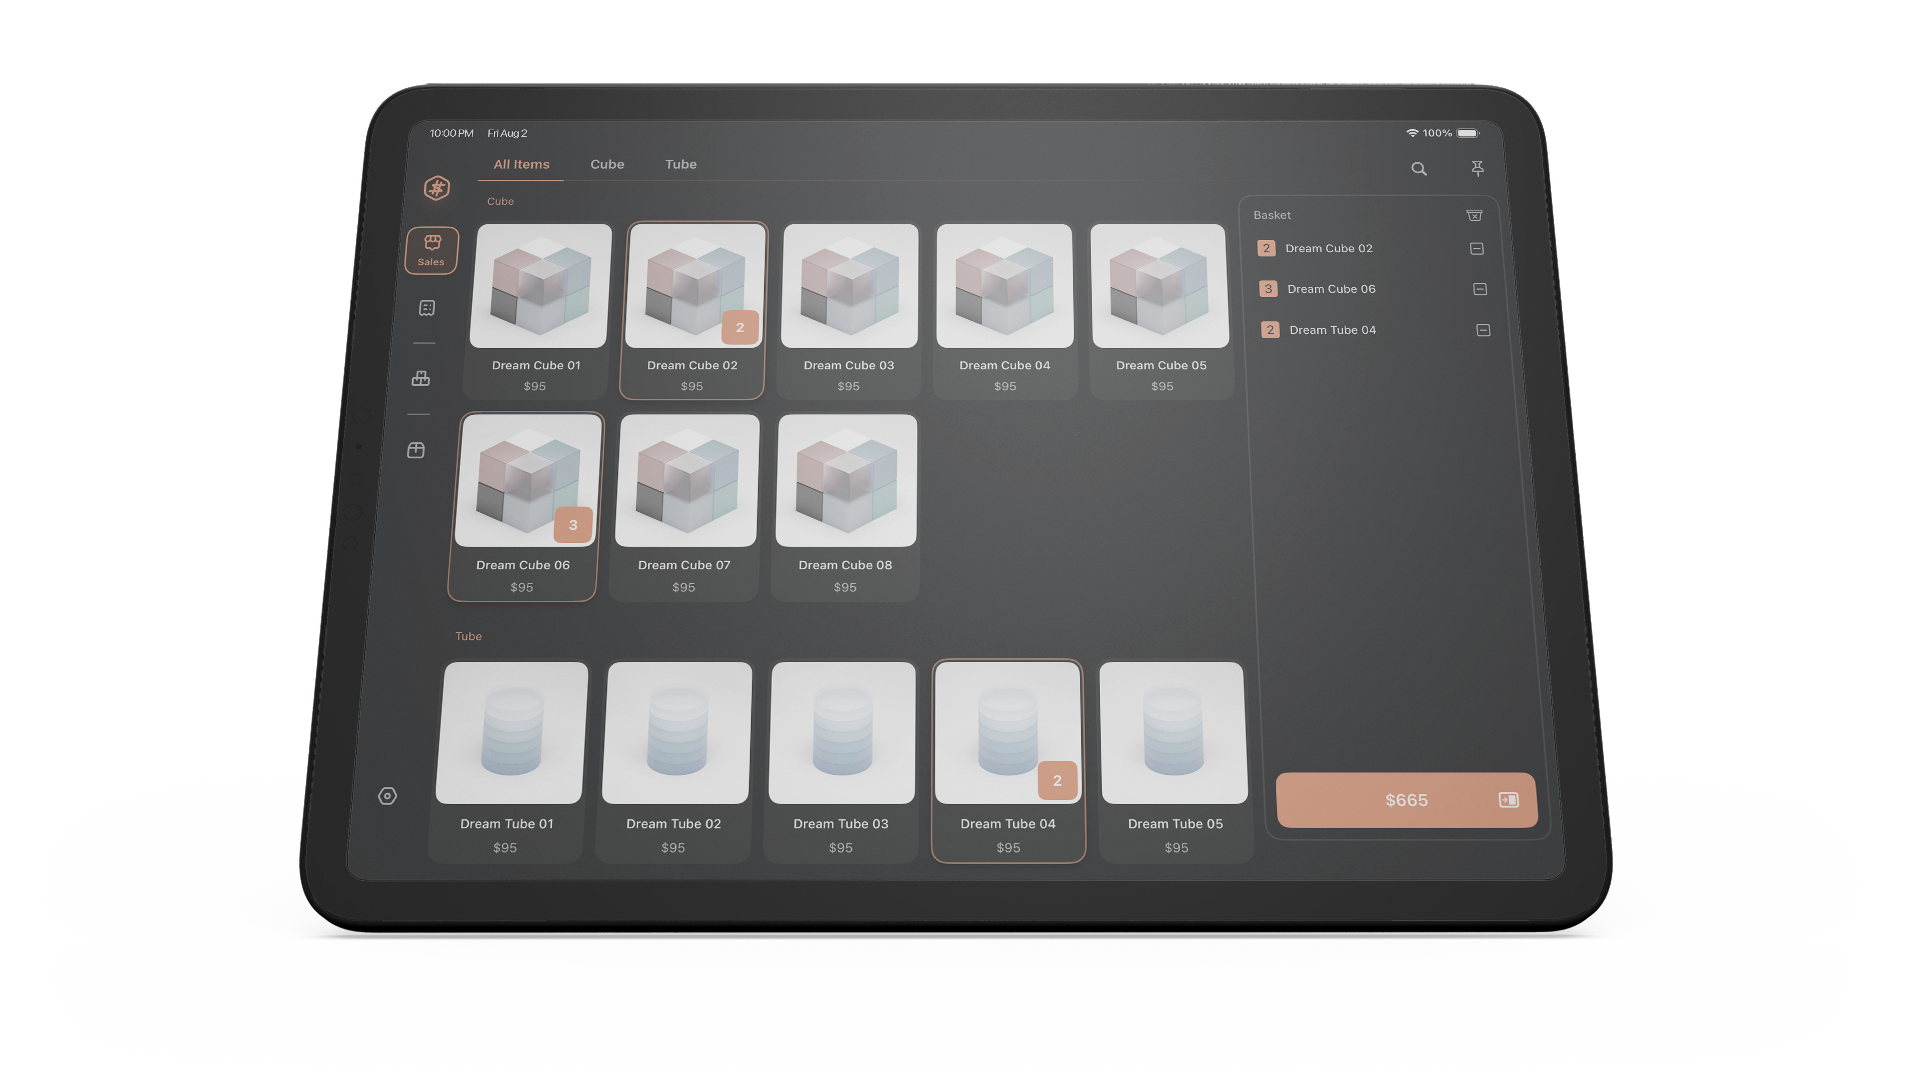 10:00 PM Fri Aug 2
100%
All Items Cube Tube
Cube
Sales
2
Dream Cube 01 Dream Cube 02 Dream Cube 03 Dream Cube 04 Dream Cube 05
$95 $95 $95 $95 $95
3
Dream Cube 06 Dream Cube 07 Dream Cube 08
$95 $95 $95
Tube
2
Dream Tube 01 Dream Tube 02 Dream Tube 03 Dream Tube 04 Dream Tube 05
$95 $95 $95 $95 $95
Basket
2 Dream Cube 02
3 Dream Cube 06
2 Dream Tube 04
$665